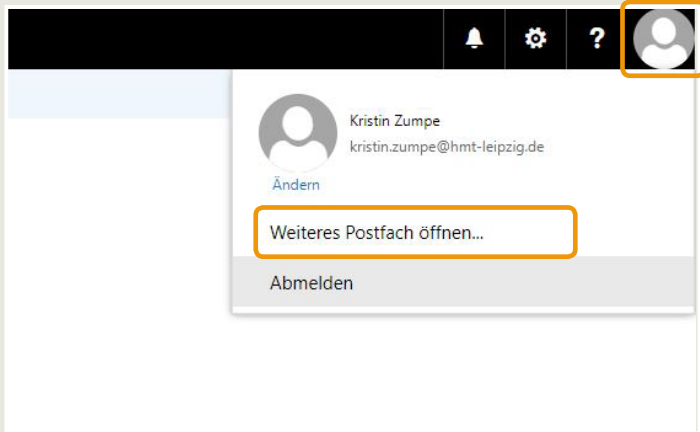 ?
Kristin Zumpe
kristin.zumpe@hmt-leipzig.de
Ändern
Weiteres Postfach öffnen...
Abmelden